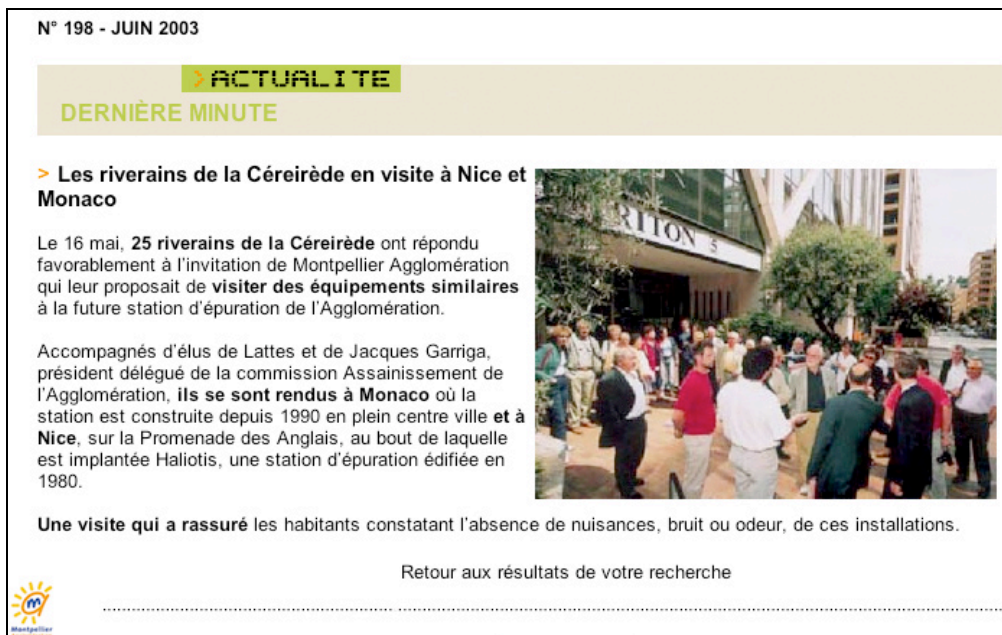 N° 198 - JUIN 2003
>ACTUALITE
DERNIÈRE MINUTE
> Les riverains de la Céreirède en visite à Nice et
Monaco
Le 16 mai, 25 riverains de la Céreirède ont répondu
favorablement à l'invitation de Montpellier Agglomération
qui leur proposait de visiter des équipements similaires
à la future station d'épuration de l'Agglomération.
Accompagnés d'élus de Lattes et de Jacques Garriga,
président délégué de la commission Assainissement de
l'Agglomération, ils se sont rendus à Monaco où la
station est construite depuis 1990 en plein centre ville et à
Nice, sur la Promenade des Anglais, au bout de laquelle
est implantée Haliotis, une station d'épuration édifiée en
1980.
RITON 5
Une visite qui a rassuré les habitants constatant l'absence de nuisances, bruit ou odeur, de ces installations.
Retour aux résultats de votre recherche
m
Montpellier